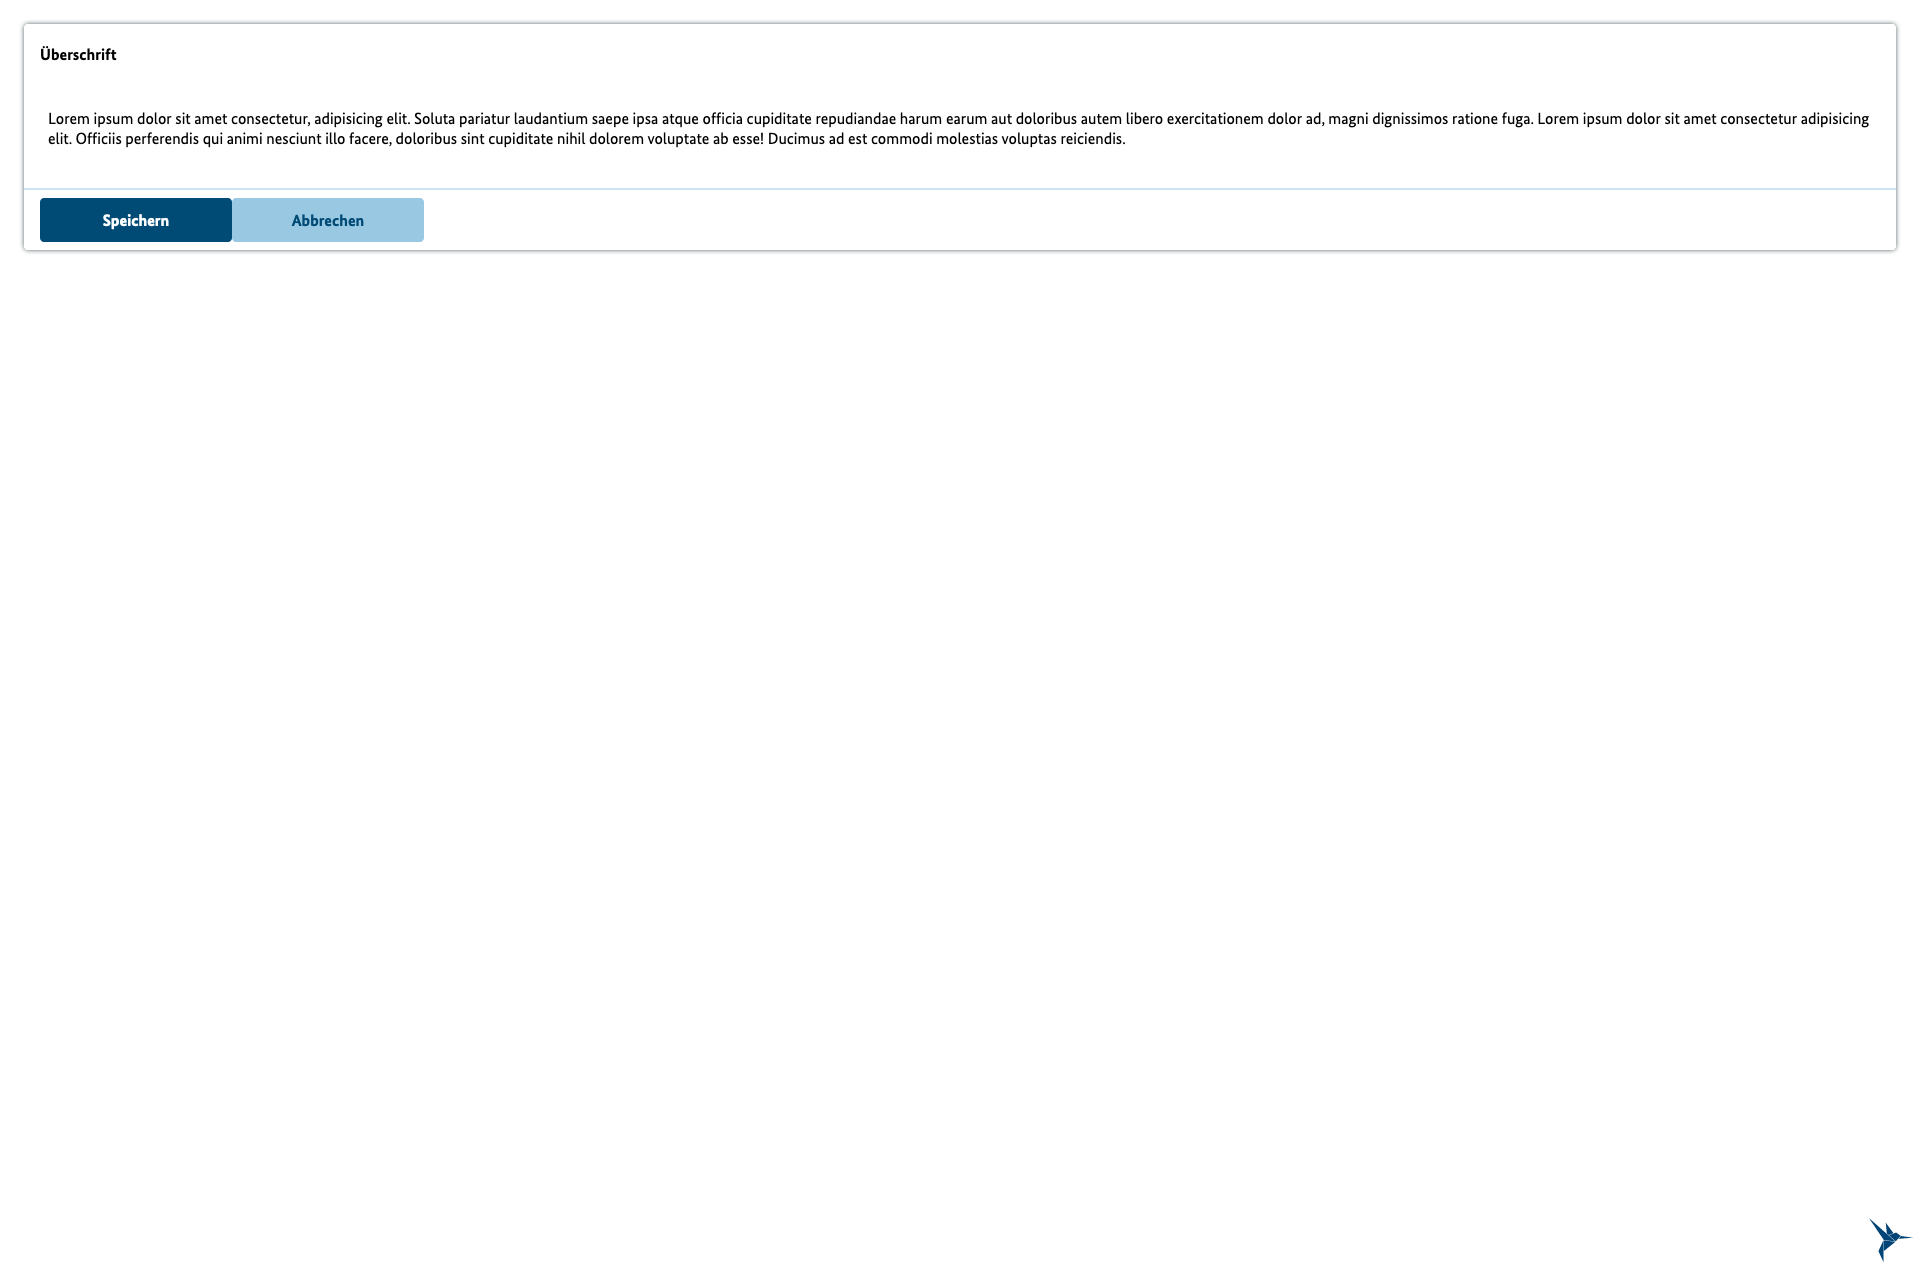 Überschrift
Lorem ipsum dolor sit amet consectetur, adipisicing elit. Soluta pariatur laudantium saepe ipsa atque officia cupiditate repudiandae harum earum aut doloribus autem libero exercitationem dolor ad, magni dignissimos ratione fuga. Lorem ipsum dolor sit amet consectetur adipisicing
elit. Officiis perferendis qui animi nesciunt illo facere, doloribus sint cupiditate nihil dolorem voluptate ab esse! Ducimus ad est commodi molestias voluptas reiciendis.
Speichern
Abbrechen